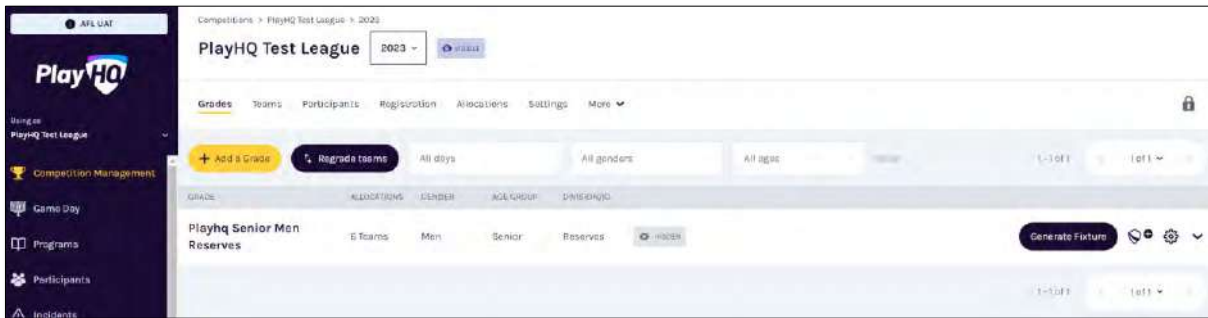 AFL UAT
PlayHQ
Using as
PlayHQ Test League
Competition Management
Game Day
Programs
Participants
Incidents
Competitions > PlayHQ Test League > 2023
PlayHQ Test League
2023
HIDDEN
Grades Teams Participants Registration Allocations Settings More
+ Add a Grade
Regrade teams
All days
All genders
All ages
1-1 of 1
1 of 1
GRADE ALLOCATIONS GENDER AGE GROUP DIVISION(S)
Playhq Senior Men
Reserves
6 Teams Men Senior Reserves HIDDEN
Generate Fixture
1-1 of 1
1 of 1